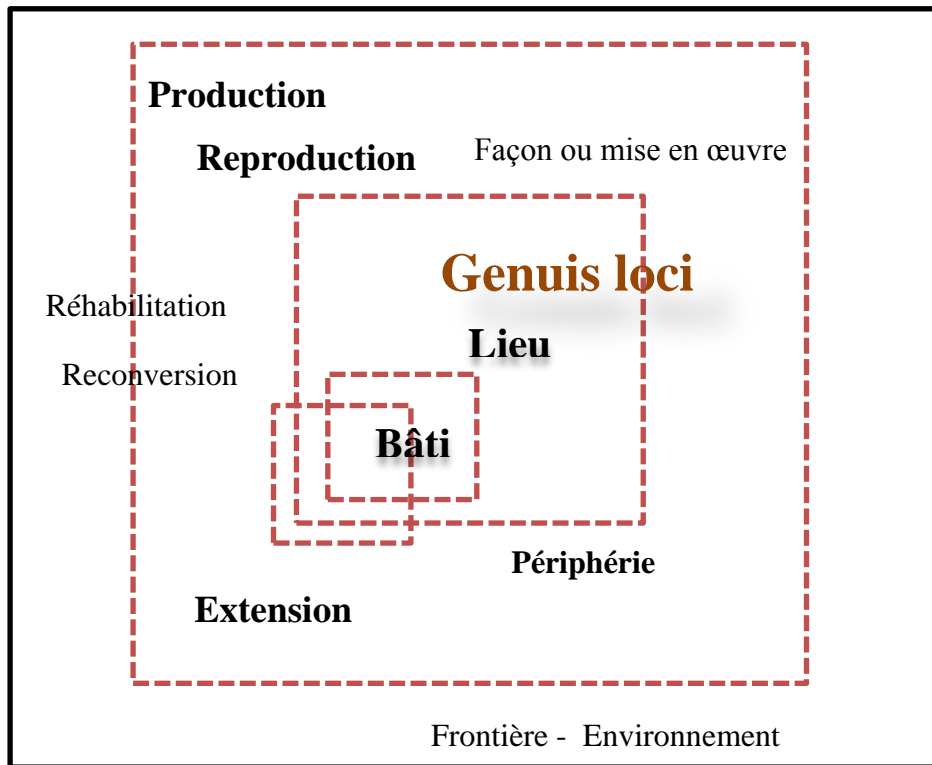 Production
Reproduction
Façon ou mise en œuvre
Genuis loci
Réhabilitation
Lieu
Reconversion
Bâti
Périphérie
Extension
Frontière - Environnement